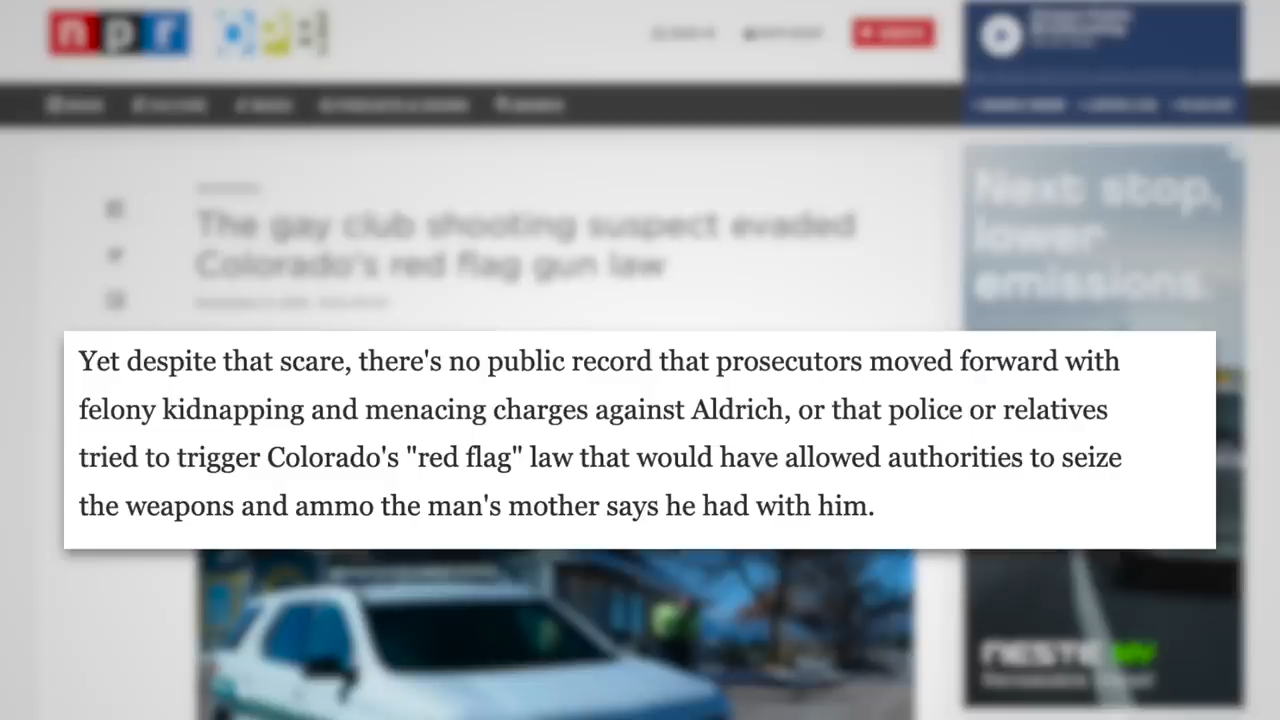 npr
The gay club shooting suspect evaded
Colorado's red flag gun law
Next stop,
lower
emissions.
Yet despite that scare, there's no public record that prosecutors moved forward with
felony kidnapping and menacing charges against Aldrich, or that police or relatives
tried to trigger Colorado's "red flag" law that would have allowed authorities to seize
the weapons and ammo the man's mother says he had with him.
NESTE MY